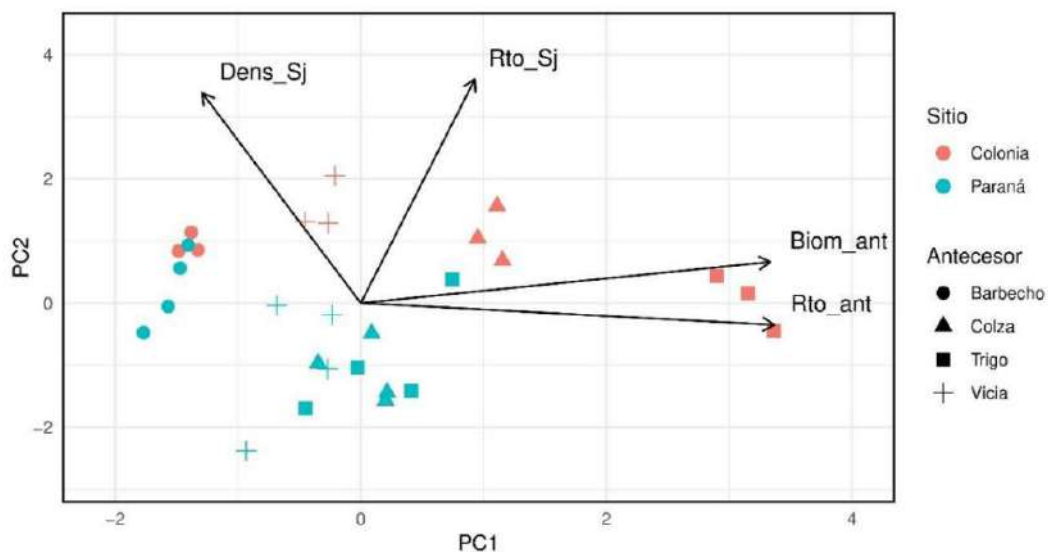 Dens_Sj
Rto_Sj
Biom_ant
Rto_ant
PC2
4
2
0
−2
−2
0
2
4
PC1
Sitio
Colonia
Paraná
Antecesor
Barbecho
Colza
Trigo
Vicia